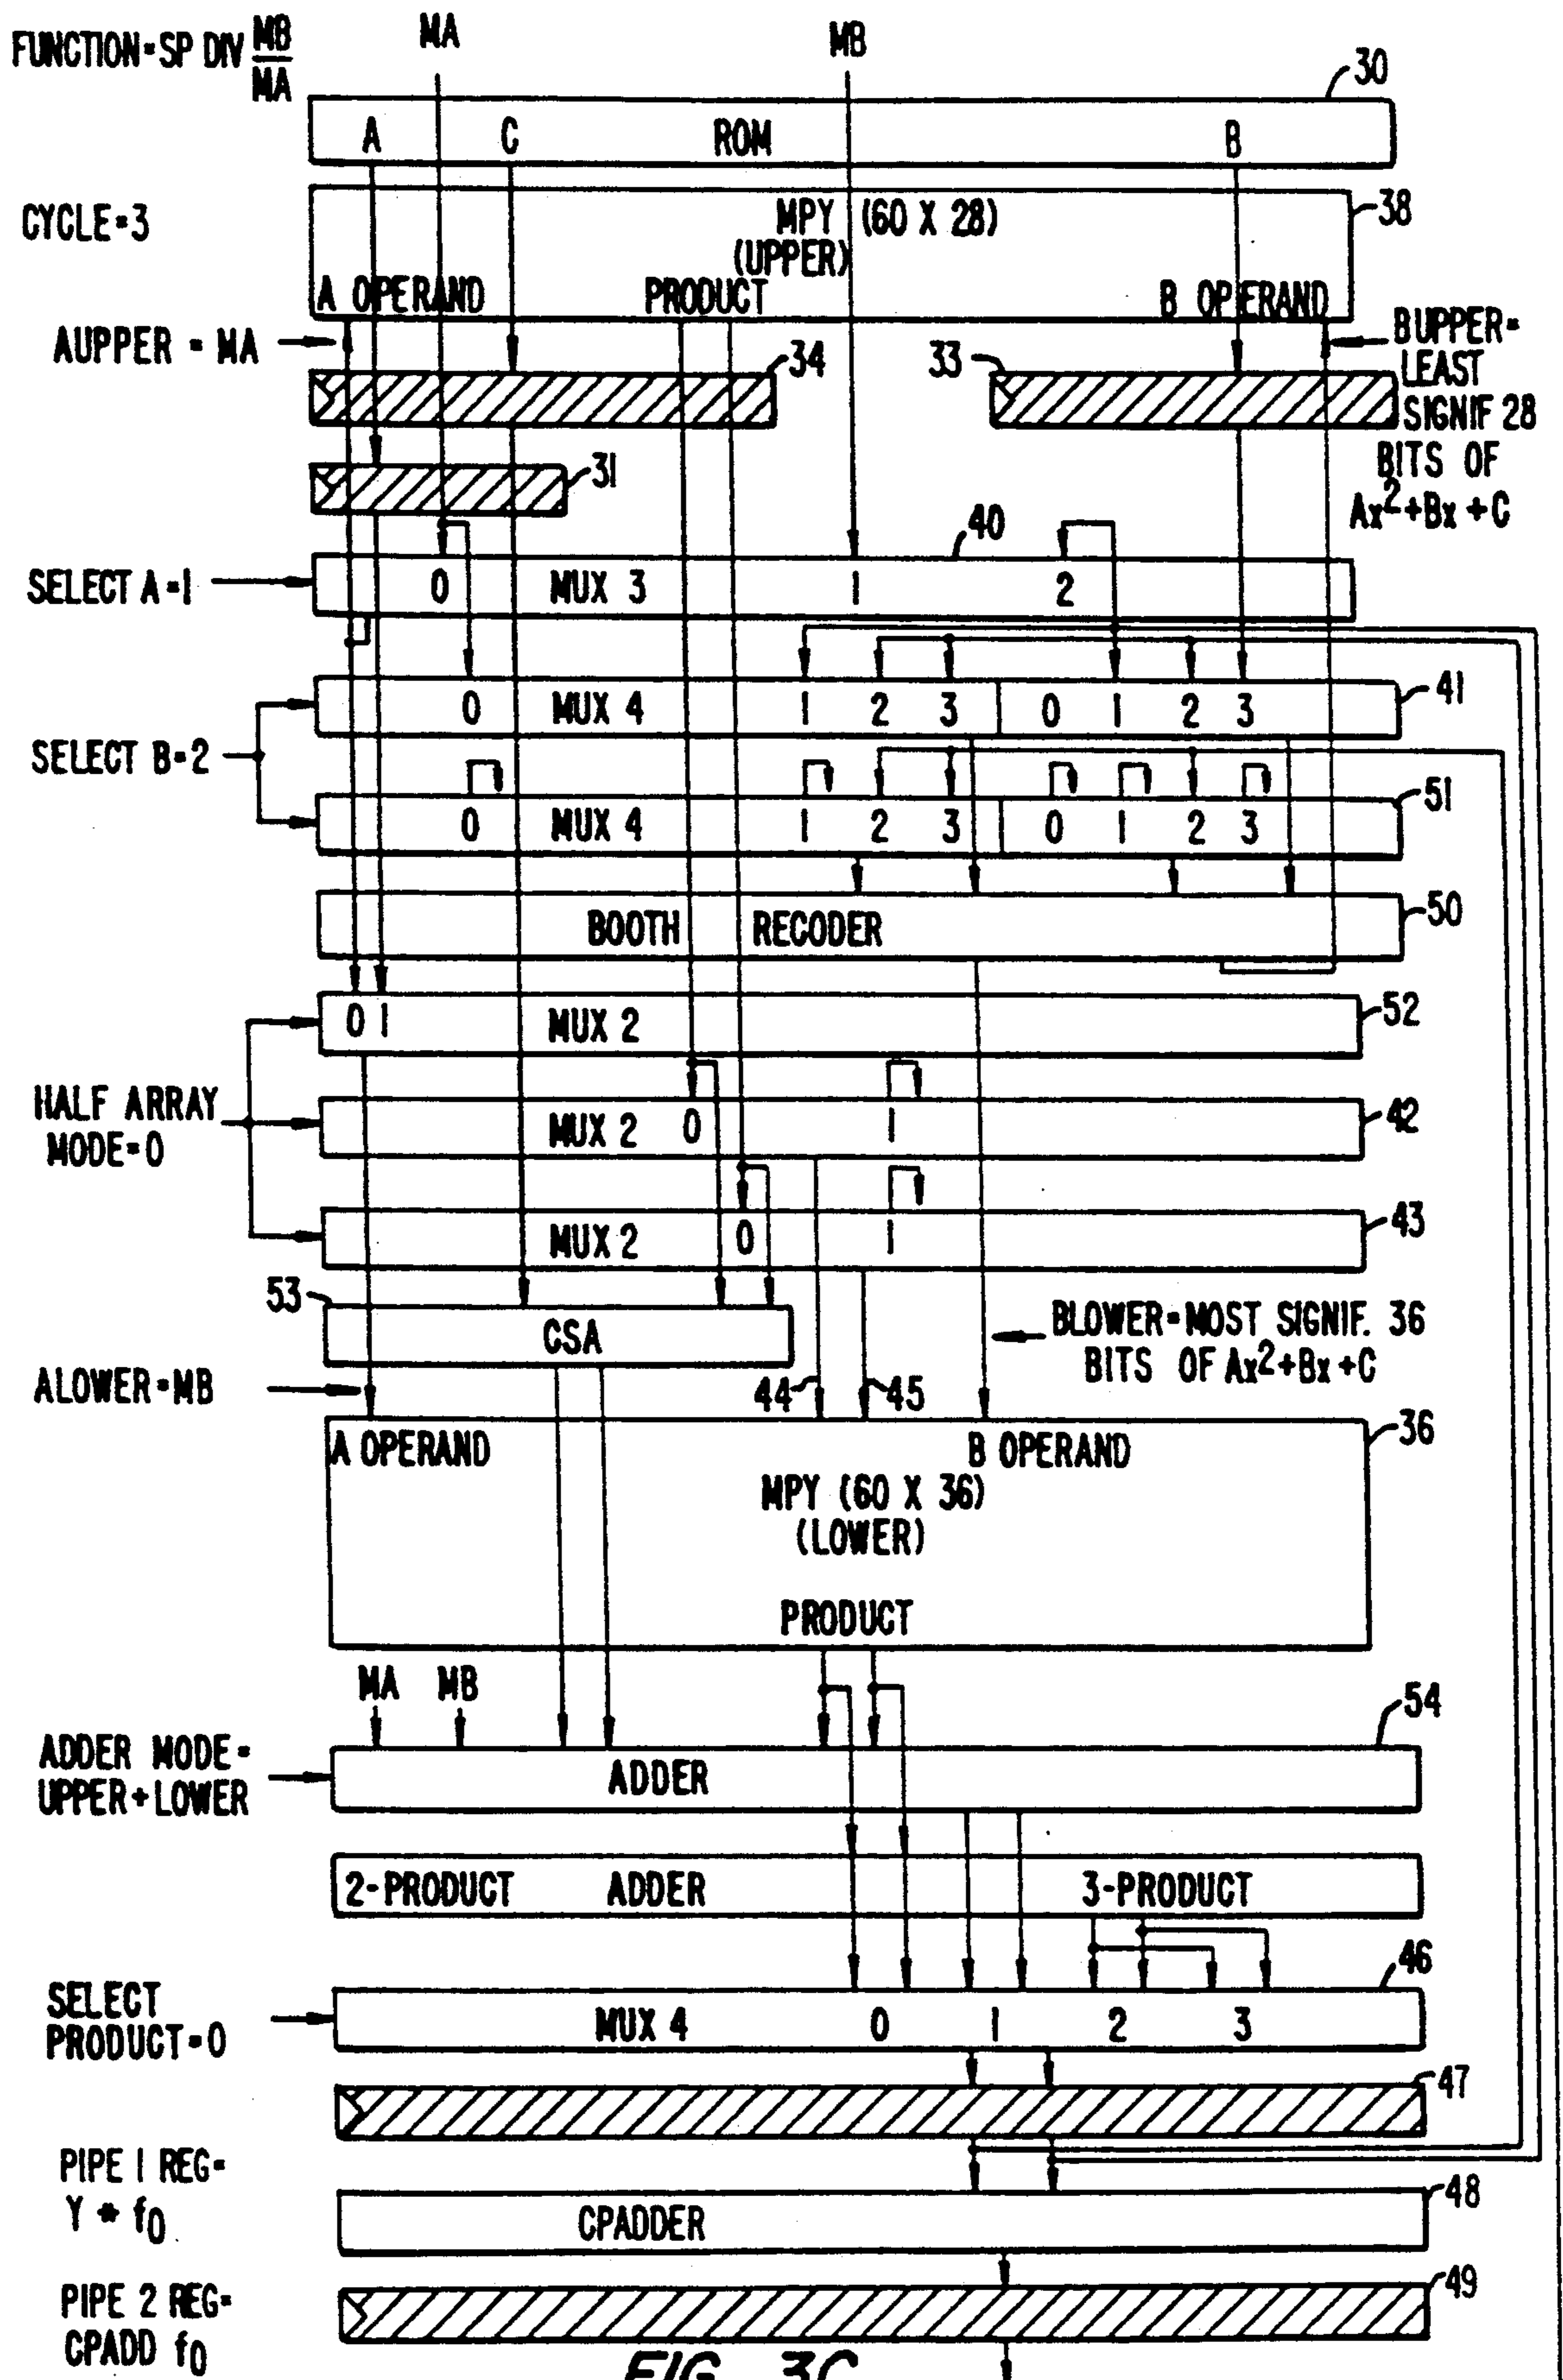 FUNCTION=SP DIV MB/MA
MA
MB
30
A C ROM B
CYCLE=3
MPY (60 X 28)
(UPPER)
38
A OPERAND PRODUCT B OPERAND
AUPPER = MA
BUPPER=
LEAST
SIGNIF 28
BITS OF
Ax²+Bx+C
34
33
31
40
SELECT A=1
0 MUX 3 1 2
0 MUX 4 1 2 3 0 1 2 3
41
SELECT B=2
51
0 MUX 4 1 2 3 0 1 2 3
BOOTH RECODER
50
0 1 MUX 2
52
HALF ARRAY
MODE=0
MUX 2 0 1
42
MUX 2 0 1
43
53
CSA
BLOWER=MOST SIGNIF. 36
BITS OF Ax²+Bx+C
ALOWER=MB
44
45
36
A OPERAND B OPERAND
MPY (60 X 36)
(LOWER)
PRODUCT
MA MB
54
ADDER MODE=
UPPER+LOWER
ADDER
2-PRODUCT ADDER 3-PRODUCT
46
SELECT
PRODUCT=0
MUX 4 0 1 2 3
47
PIPE 1 REG=
Y * f₀
CPADDER
48
PIPE 2 REG=
CPADD f₀
49
FIG. 3C